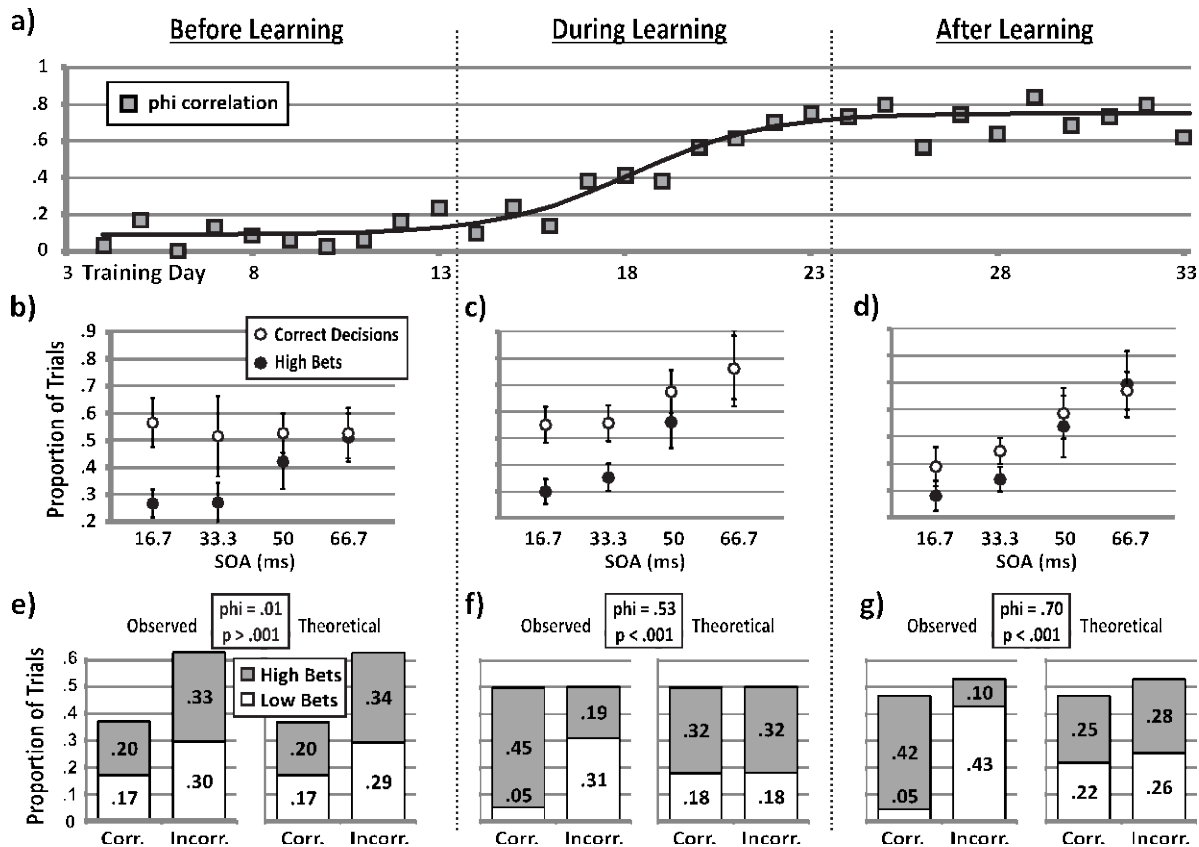 a)
Before Learning
During Learning
After Learning
1
.8
.6
.4
.2
0
phi correlation
3 Training Day 8 13 18 23 28 33
b)
c)
d)
Proportion of Trials
.9
.8
.7
.6
.5
.4
.3
.2
Correct Decisions
High Bets
16.7 33.3 50 66.7
SOA (ms)
16.7 33.3 50 66.7
SOA (ms)
16.7 33.3 50 66.7
SOA (ms)
e)
Observed
phi = .01
p > .001
Theoretical
Proportion of Trials
.6
.5
.4
.3
.2
.1
0
High Bets
Low Bets
.20
.17
.33
.30
.20
.17
.34
.29
Corr. Incorr.
Corr. Incorr.
f)
Observed
phi = .53
p < .001
Theoretical
.45
.05
.19
.31
.32
.18
.32
.18
Corr. Incorr.
Corr. Incorr.
g)
Observed
phi = .70
p < .001
Theoretical
.42
.05
.10
.43
.25
.22
.28
.26
Corr. Incorr.
Corr. Incorr.